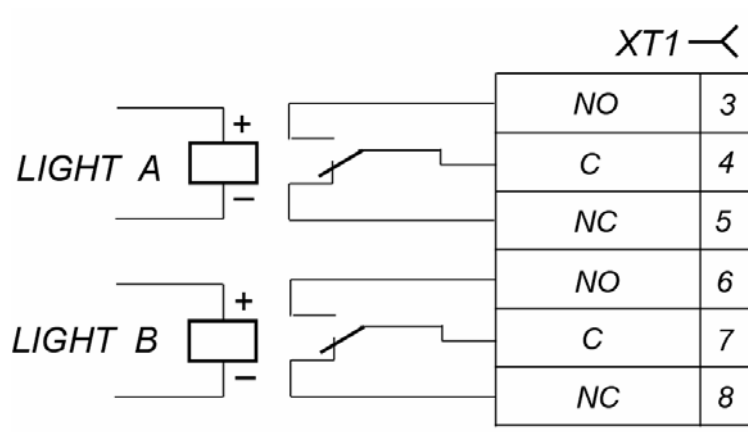 XT1
NO 3
+
LIGHT A
C 4
−
NC 5
NO 6
+
LIGHT B
C 7
−
NC 8